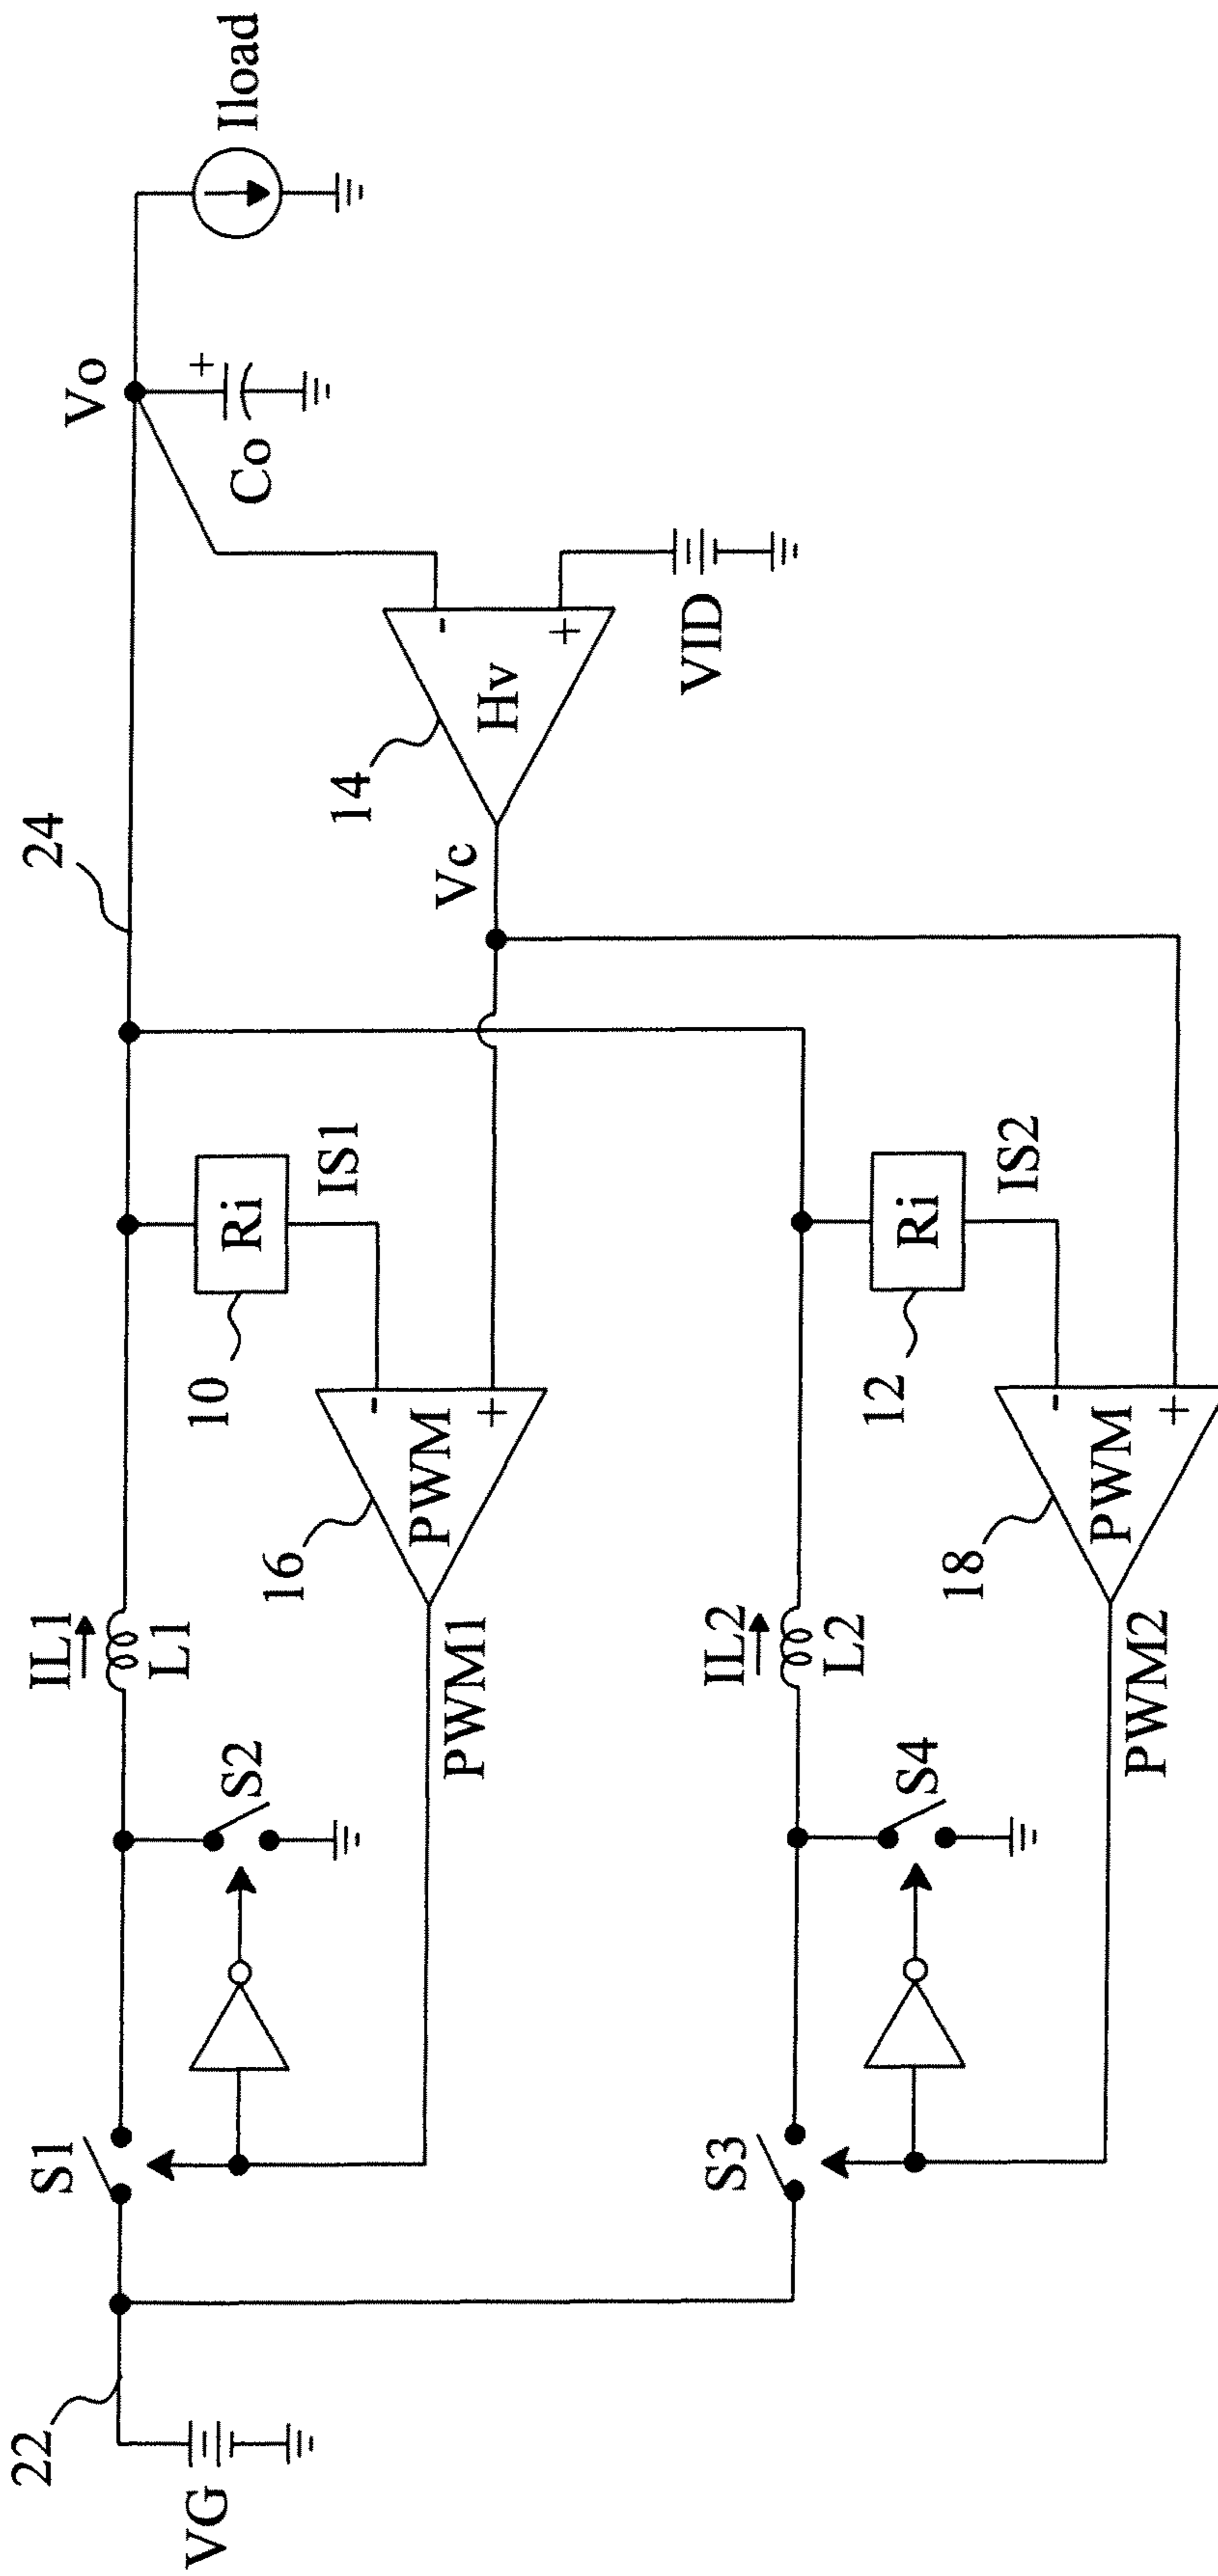 22
VG
S1
S2
IL1
L1
PWM1
16
PWM
-
+
10
Ri
IS1
24
Vc
14
Hv
-
+
VID
Vo
+
Co
Iload
S3
S4
IL2
L2
PWM2
18
PWM
-
+
12
Ri
IS2